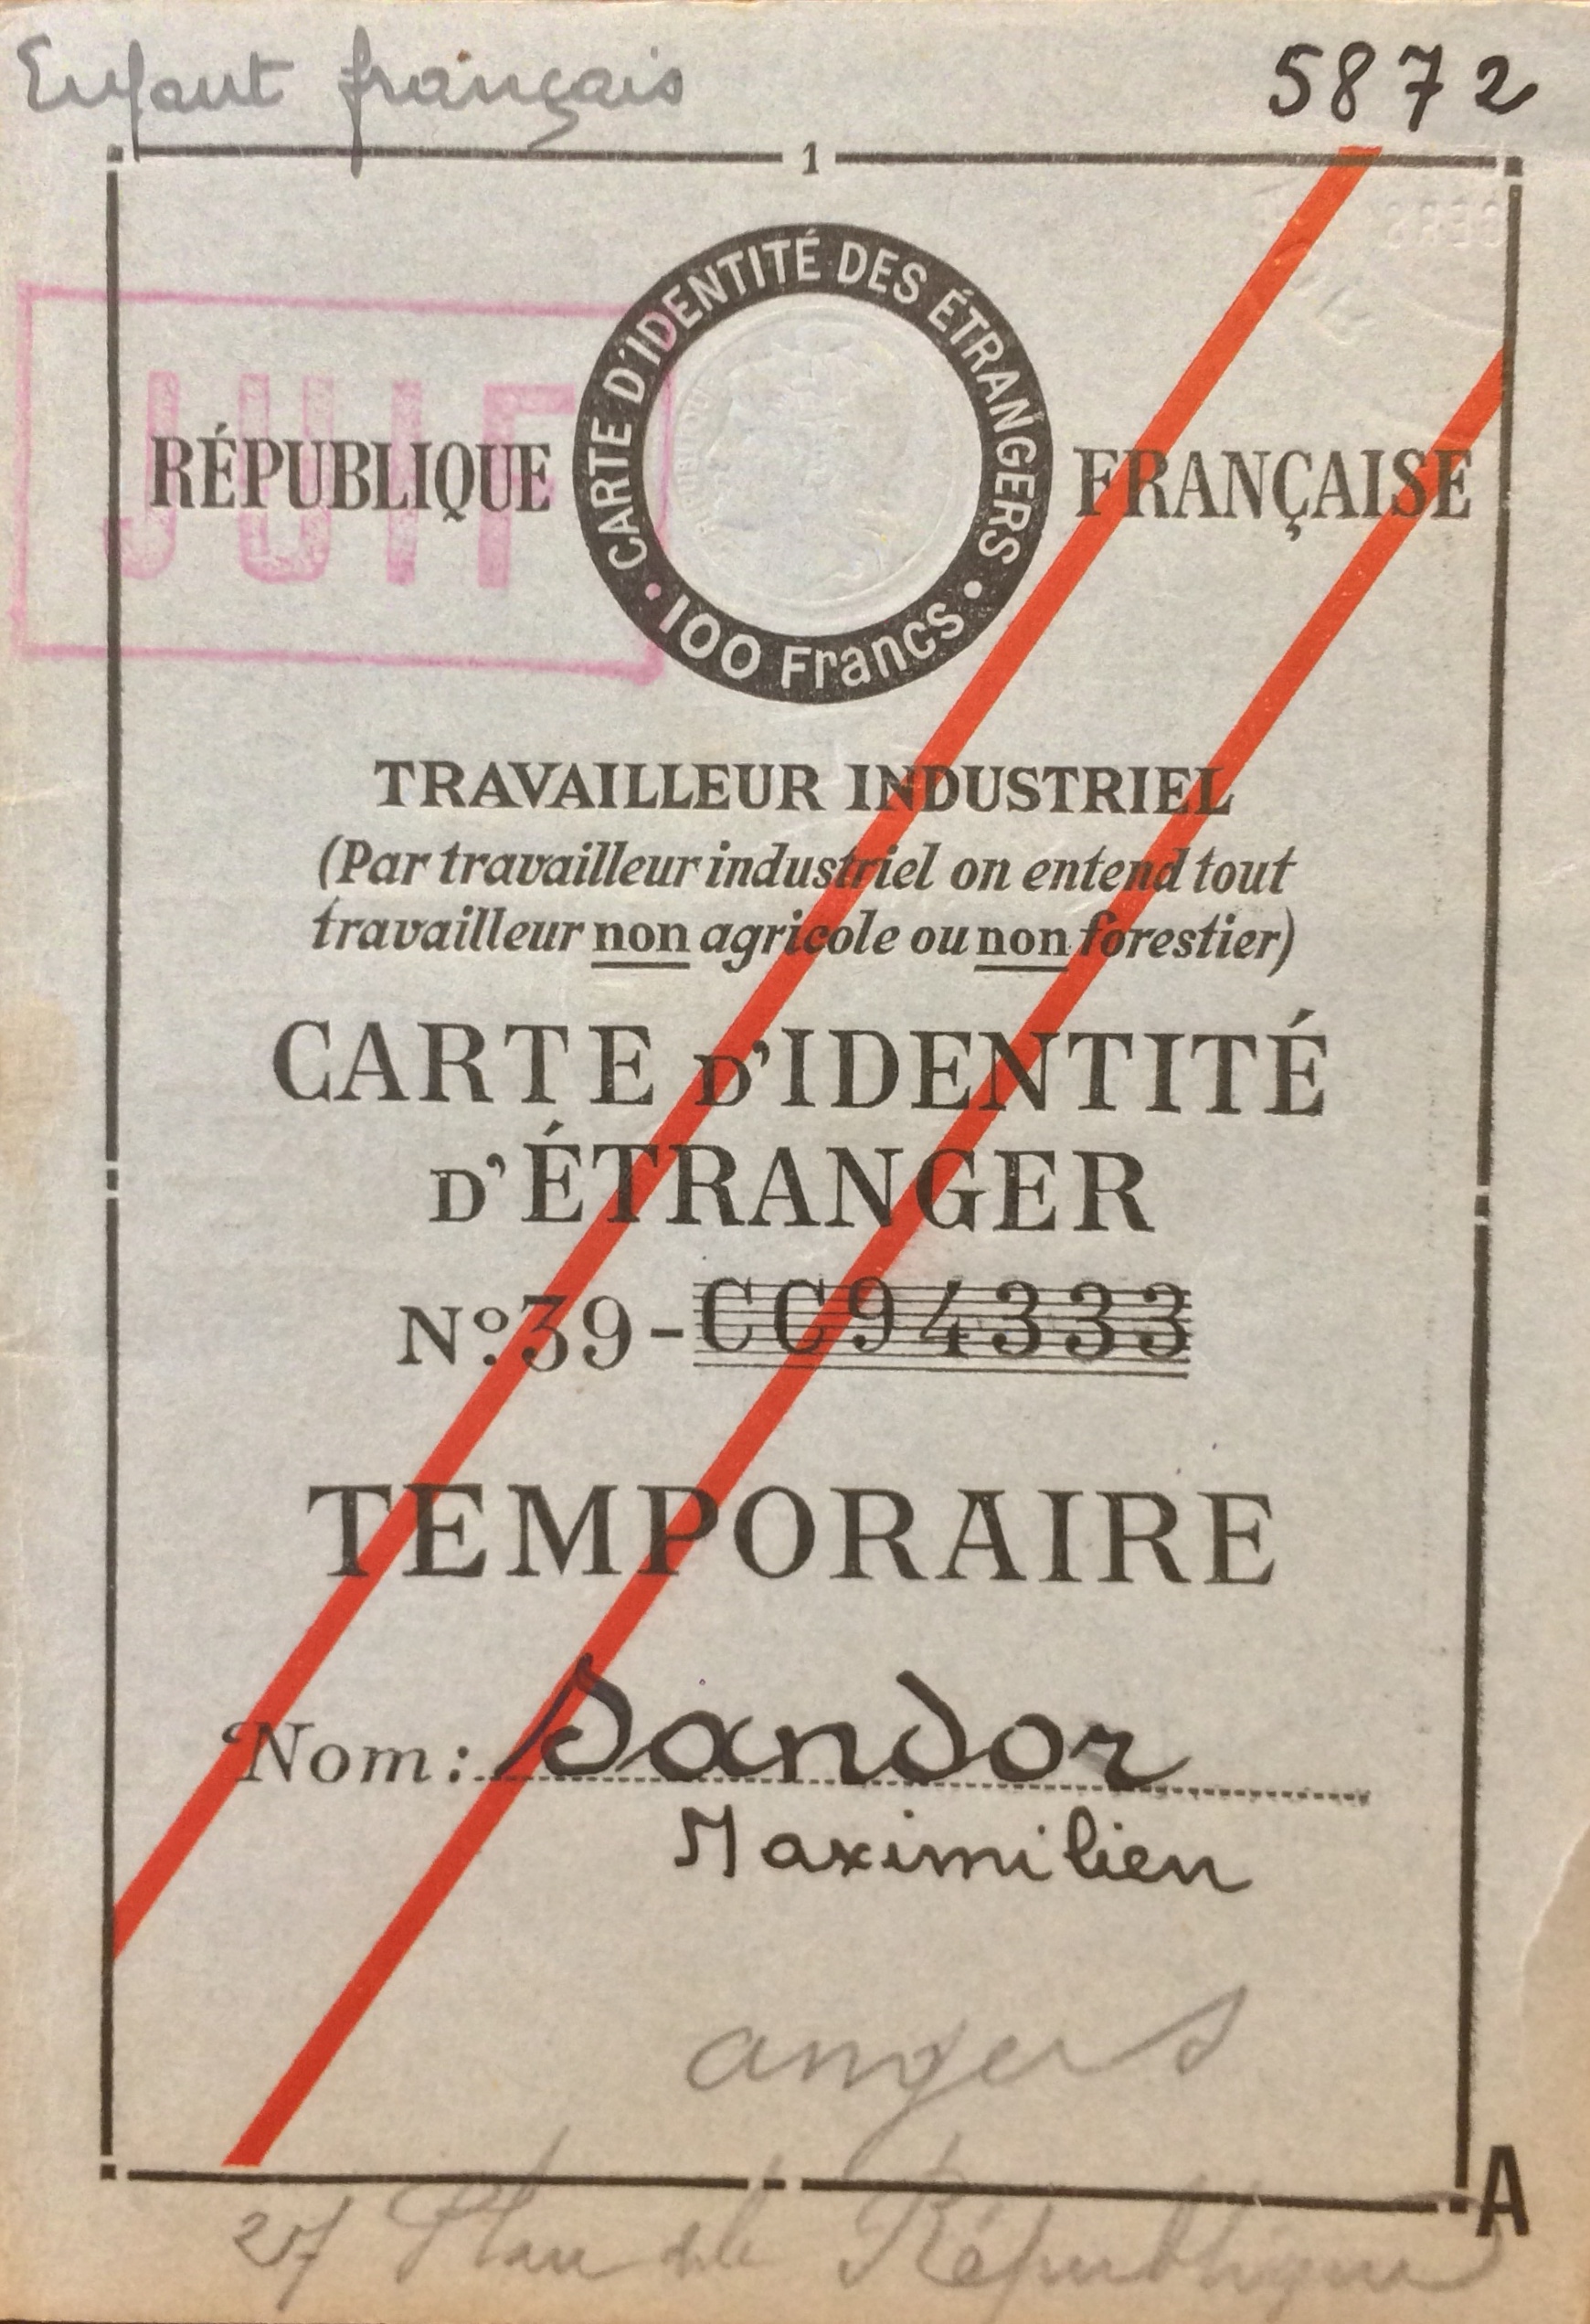 Enfant français
5872
1
CARTE D'IDENTITÉ DES ÉTRANGERS
• 100 Francs •
JUIF
RÉPUBLIQUE FRANÇAISE
TRAVAILLEUR INDUSTRIEL
(Par travailleur industriel on entend tout
travailleur non agricole ou non forestier)
CARTE D'IDENTITÉ
D'ÉTRANGER
No. 39 - CC94333
TEMPORAIRE
Nom: Sandor
Maximilien
angers
A
27 Place de la République